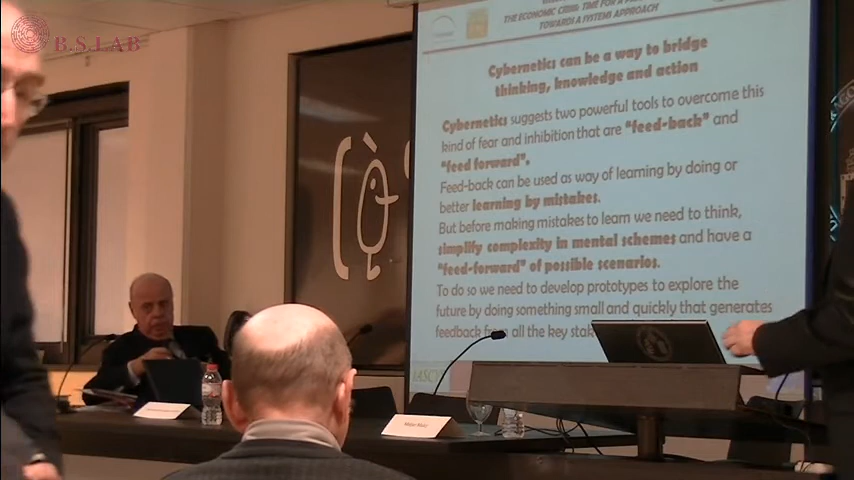 B.S.LAB
THE ECONOMIC CRISIS: TIME FOR A
TOWARDS A SYSTEMS APPROACH
Cybernetics can be a way to bridge
thinking, knowledge and action
Cybernetics suggests two powerful tools to overcome this
kind of fear and inhibition that are "feed-back" and
"feed forward".
Feed-back can be used as way of learning by doing or
better learning by mistakes.
But before making mistakes to learn we need to think,
simplify complexity in mental schemes and have a
"feed-forward" of possible scenarios.
To do so we need to develop prototypes to explore the
future by doing something small and quickly that generates
feedback from all the key